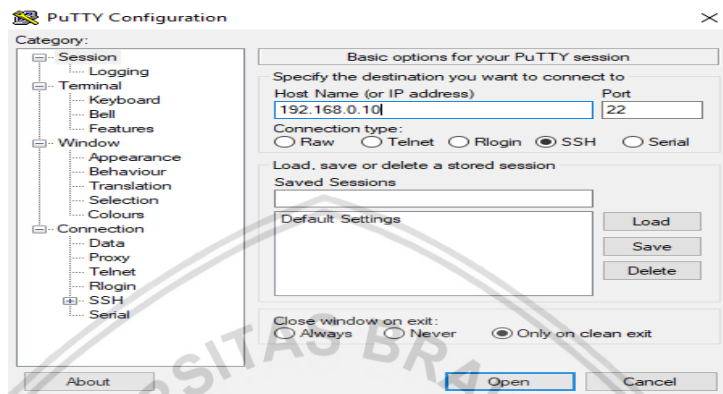 PuTTY Configuration
Category:
Session
Logging
Terminal
Keyboard
Bell
Features
Window
Appearance
Behaviour
Translation
Selection
Colours
Connection
Data
Proxy
Telnet
Rlogin
SSH
Serial
Basic options for your PuTTY session
Specify the destination you want to connect to
Host Name (or IP address) Port
192.168.0.10 22
Connection type:
Raw Telnet Rlogin SSH Serial
Load, save or delete a stored session
Saved Sessions
Default Settings
Load
Save
Delete
Close window on exit:
Always Never Only on clean exit
About Open Cancel
SITAS BRA